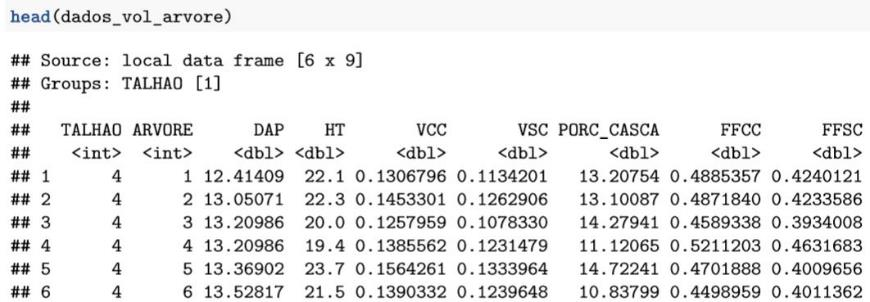 head(dados_vol_arvore)
## Source: local data frame [6 x 9]
## Groups: TALHAO [1]
##
## TALHAO ARVORE DAP HT VCC VSC PORC_CASCA FFCC FFSC
## <int> <int> <dbl> <dbl> <dbl> <dbl> <dbl> <dbl> <dbl>
## 1 4 1 12.41409 22.1 0.1306796 0.1134201 13.20754 0.4885357 0.4240121
## 2 4 2 13.05071 22.3 0.1453301 0.1262906 13.10087 0.4871840 0.4233586
## 3 4 3 13.20986 20.0 0.1257959 0.1078330 14.27941 0.4589338 0.3934008
## 4 4 4 13.20986 19.4 0.1385562 0.1231479 11.12065 0.5211203 0.4631683
## 5 4 5 13.36902 23.7 0.1564261 0.1333964 14.72241 0.4701888 0.4009656
## 6 4 6 13.52817 21.5 0.1390332 0.1239648 10.83799 0.4498959 0.4011362